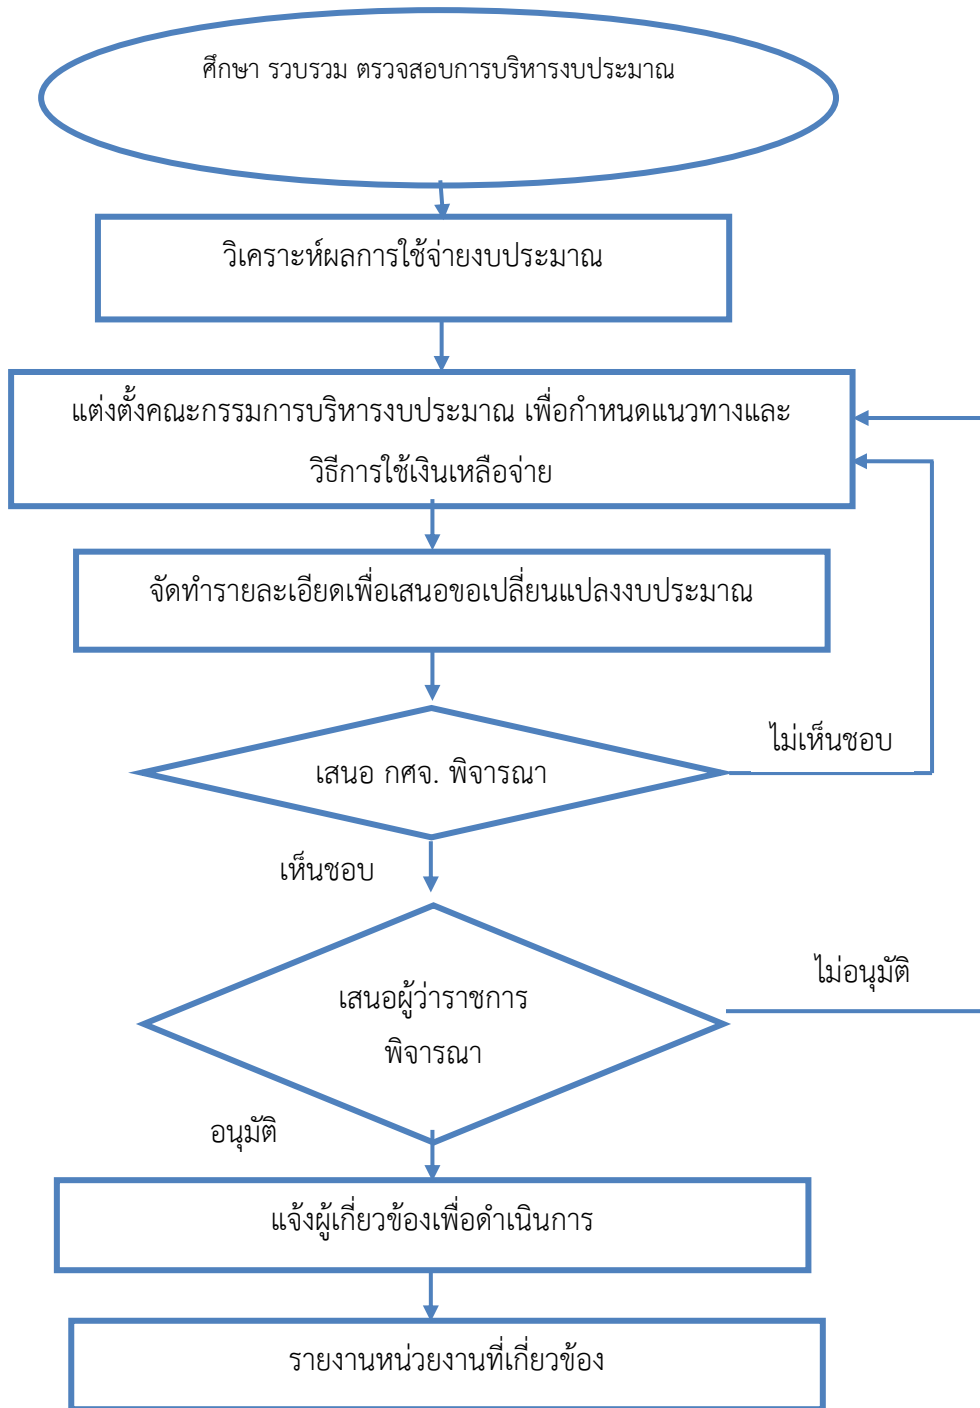 ศึกษา รวบรวม ตรวจสอบการบริหารงบประมาณ
วิเคราะห์ผลการใช้จ่ายงบประมาณ
แต่งตั้งคณะกรรมการบริหารงบประมาณ เพื่อกำหนดแนวทางและ
วิธีการใช้เงินเหลือจ่าย
จัดทำรายละเอียดเพื่อเสนอขอเปลี่ยนแปลงงบประมาณ
ไม่เห็นชอบ
เสนอ กศจ. พิจารณา
เห็นชอบ
ไม่อนุมัติ
เสนอผู้ว่าราชการ
พิจารณา
อนุมัติ
แจ้งผู้เกี่ยวข้องเพื่อดำเนินการ
รายงานหน่วยงานที่เกี่ยวข้อง